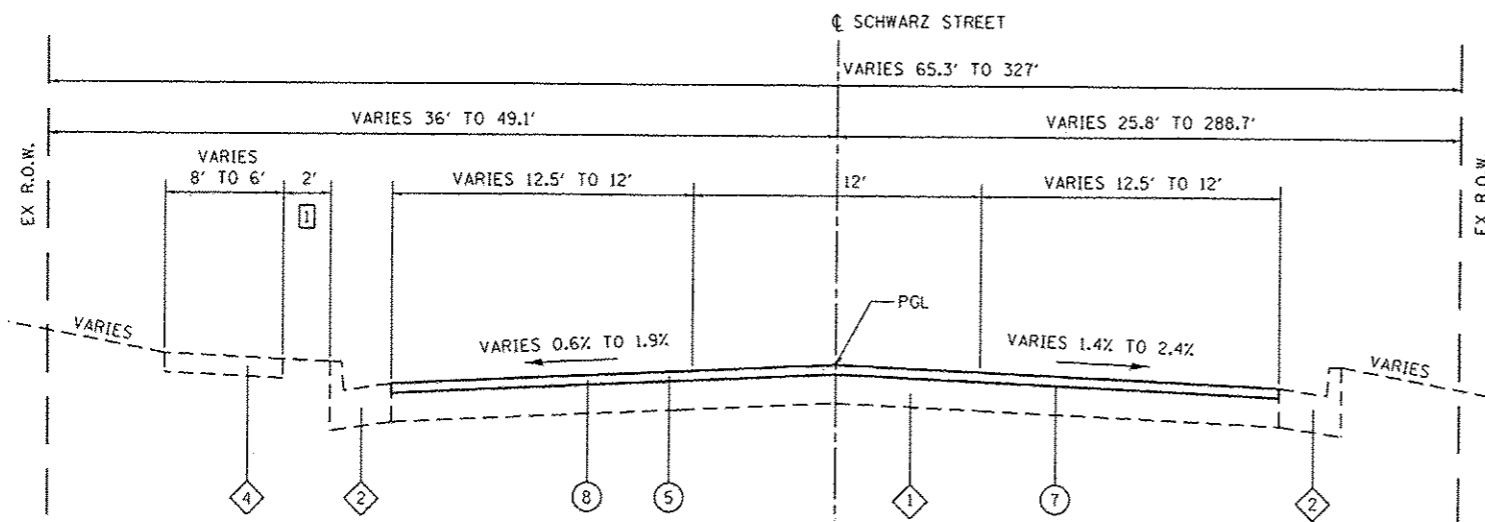 ℄ SCHWARZ STREET
VARIES 65.3' TO 327'
VARIES 36' TO 49.1'
VARIES 25.8' TO 288.7'
EX R.O.W.
VARIES
8' TO 6'
2'
1
VARIES 12.5' TO 12'
12'
VARIES 12.5' TO 12'
EX R.O.W.
PGL
VARIES
VARIES 0.6% TO 1.9%
VARIES 1.4% TO 2.4%
VARIES
4
2
8
5
1
7
2